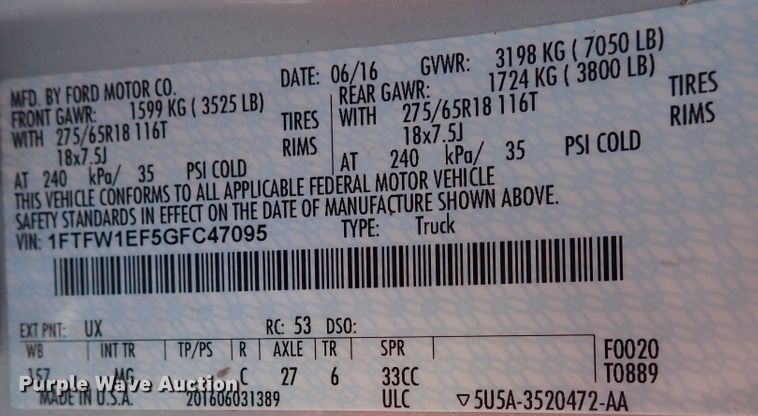 MFD. BY FORD MOTOR CO. DATE: 06/16 GVWR: 3198 KG ( 7050 LB)
FRONT GAWR: 1599 KG ( 3525 LB) REAR GAWR: 1724 KG ( 3800 LB)
WITH 275/65R18 116T TIRES WITH 275/65R18 116T TIRES
18x7.5J RIMS 18x7.5J RIMS
AT 240 kPa/ 35 PSI COLD AT 240 kPa/ 35 PSI COLD
THIS VEHICLE CONFORMS TO ALL APPLICABLE FEDERAL MOTOR VEHICLE
SAFETY STANDARDS IN EFFECT ON THE DATE OF MANUFACTURE SHOWN ABOVE.
VIN: 1FTFW1EF5GFC47095 TYPE: Truck
EXT PNT: UX RC: 53 DSO:
WB INT TR TP/PS R AXLE TR SPR F0020
157 MG C 27 6 33CC T0889
Purple Wave Auction
MADE IN U.S.A. 201606031389 ULC ▽5U5A-3520472-AA